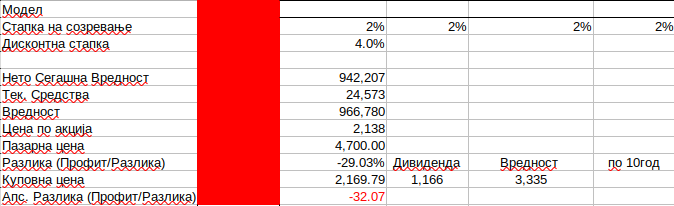 Модел
Стапка на созревање 2% 2% 2% 2%
Дисконтна стапка 4.0%
Нето Сегашна Вредност 942,207
Тек. Средства 24,573
Вредност 966,780
Цена по акција 2,138
Пазарна цена 4,700.00
Разлика (Профит/Разлика) -29.03% Дивиденда Вредност по 10год
Куповна цена 2,169.79 1,166 3,335
Апс. Разлика (Профит/Разлика) -32.07